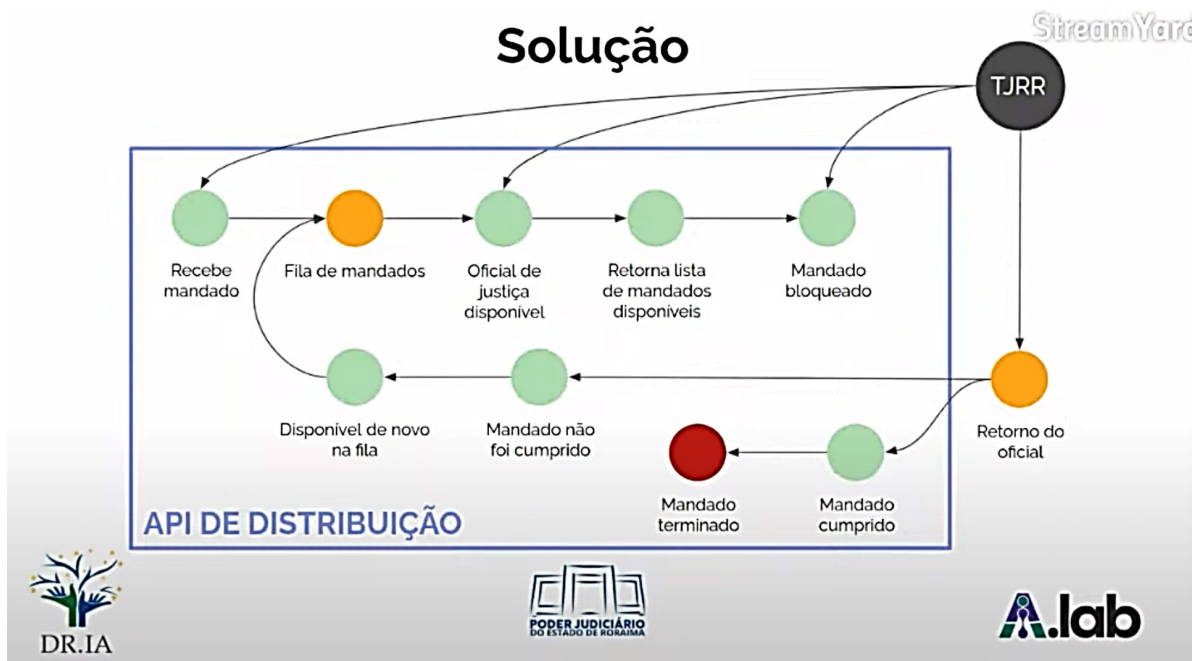 StreamYard
Solução
TJRR
Recebe
mandado
Fila de mandados
Oficial de
justiça
disponível
Retorna lista
de mandados
disponíveis
Mandado
bloqueado
Disponível de novo
na fila
Mandado não
foi cumprido
Retorno do
oficial
Mandado
terminado
Mandado
cumprido
API DE DISTRIBUIÇÃO
DR.IA
PODER JUDICIÁRIO
DO ESTADO DE RORAIMA
A.lab